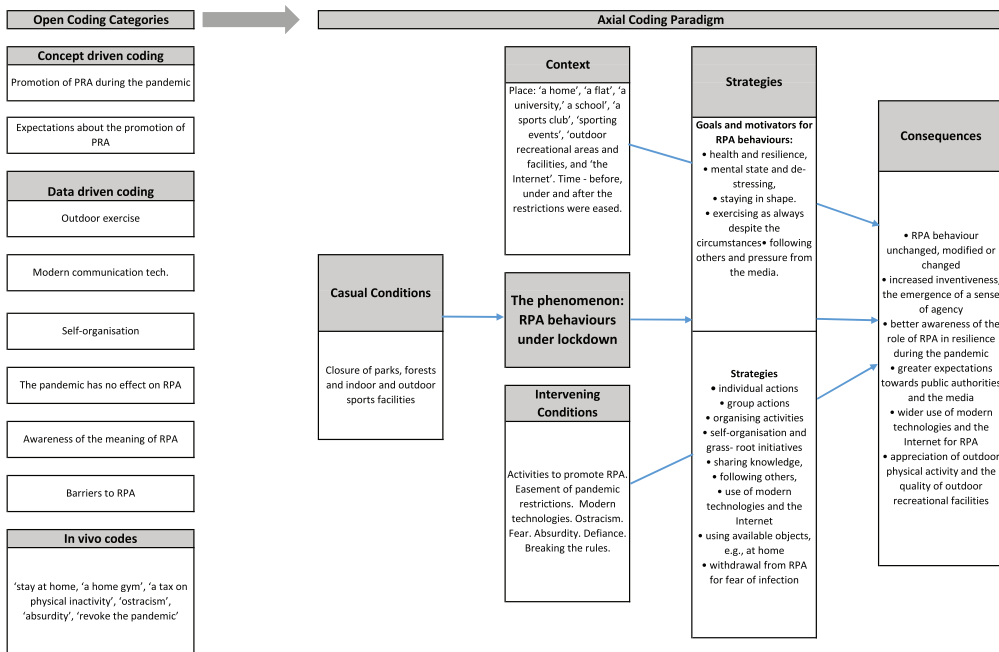 Open Coding Categories
Axial Coding Paradigm
Concept driven coding
Promotion of PRA during the pandemic
Expectations about the promotion of
PRA
Data driven coding
Outdoor exercise
Modern communication tech.
Self-organisation
The pandemic has no effect on RPA
Awareness of the meaning of RPA
Barriers to RPA
In vivo codes
‘stay at home, ‘a home gym’, ‘a tax on
physical inactivity’, ‘ostracism’,
‘absurdity’, ‘revoke the pandemic’
Casual Conditions
Closure of parks, forests
and indoor and outdoor
sports facilities
Context
Place: ‘a home’, ‘a flat’, ‘a
university,’ a school’, ‘a
sports club’, ‘sporting
events’, ‘outdoor
recreational areas and
facilities, and ‘the
Internet’. Time - before,
under and after the
restrictions were eased.
The phenomenon:
RPA behaviours
under lockdown
Intervening
Conditions
Activities to promote RPA.
Easement of pandemic
restrictions.  Modern
technologies. Ostracism.
Fear. Absurdity. Defiance.
Breaking the rules.
Strategies
Goals and motivators for
RPA behaviours:
• health and resilience,
• mental state and de-
stressing,
• staying in shape.
• exercising as always
despite the
circumstances• following
others and pressure from
the media.
Strategies
• individual actions
• group actions
• organising activities
• self-organisation and
grass- root initiatives
• sharing knowledge,
• following others,
• use of modern
technologies and the
Internet
• using available objects,
e.g., at home
• withdrawal from RPA
for fear of infection
Consequences
• RPA behaviour
unchanged, modified or
changed
• increased inventiveness,
the emergence of a sense
of agency
• better awareness of the
role of RPA in resilience
during the pandemic
• greater expectations
towards public authorities
and the media
• wider use of modern
technologies and the
Internet for RPA
• appreciation of outdoor
physical activity and the
quality of outdoor
recreational facilities